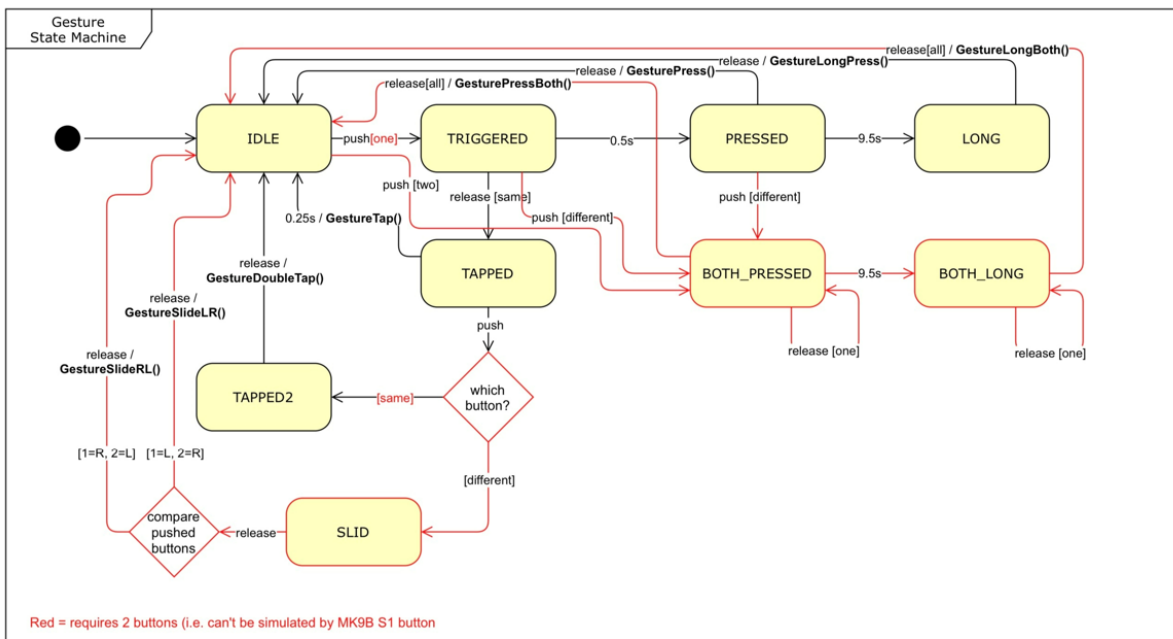 Gesture
State Machine
release[all] / GestureLongBoth()
release / GestureLongPress()
release / GesturePress()
release[all] / GesturePressBoth()
IDLE
push[one]
TRIGGERED
0.5s
PRESSED
9.5s
LONG
push [two]
release [same]
push [different]
push [different]
0.25s / GestureTap()
TAPPED
BOTH_PRESSED
9.5s
BOTH_LONG
release /
GestureDoubleTap()
release /
GestureSlideLR()
release /
GestureSlideRL()
push
release [one]
release [one]
which
button?
[same]
TAPPED2
[1=R, 2=L]
[1=L, 2=R]
[different]
compare
pushed
buttons
release
SLID
Red = requires 2 buttons (i.e. can't be simulated by MK9B S1 button